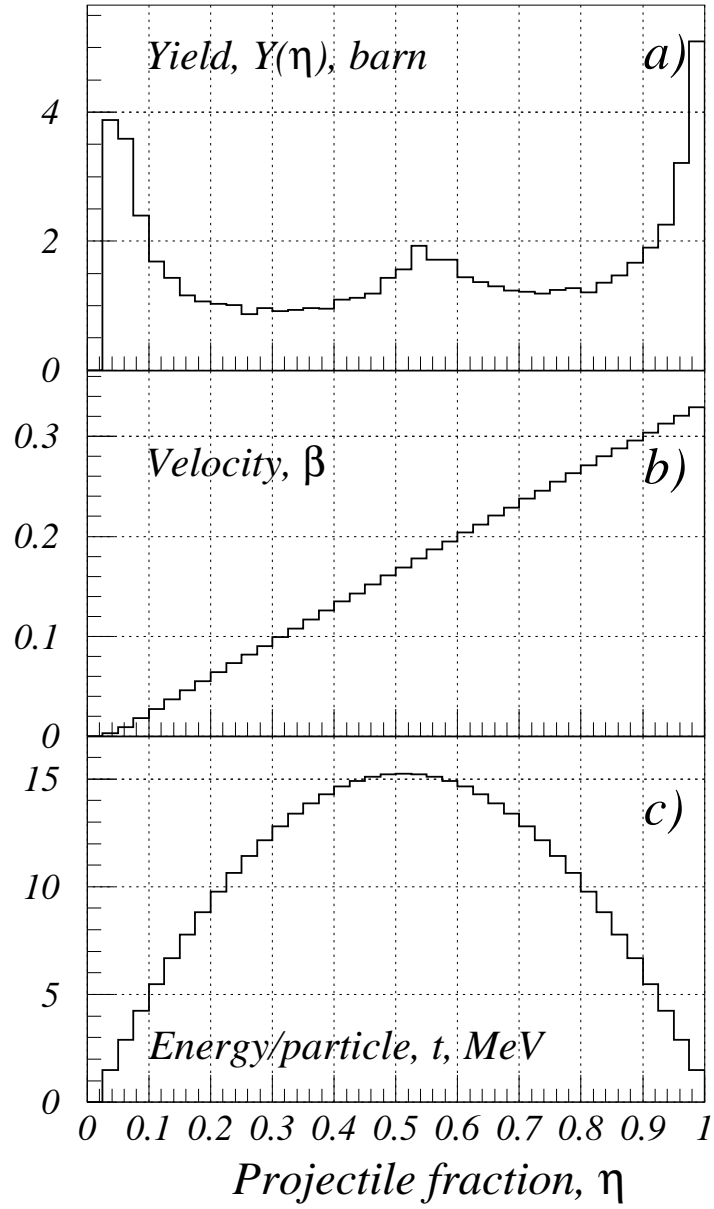 Yield, Y(η), barn a)
4
2
0
Velocity, β b)
0.3
0.2
0.1
0
c)
15
10
5
Energy/particle, t, MeV
0
0 0.1 0.2 0.3 0.4 0.5 0.6 0.7 0.8 0.9 1
Projectile fraction, η